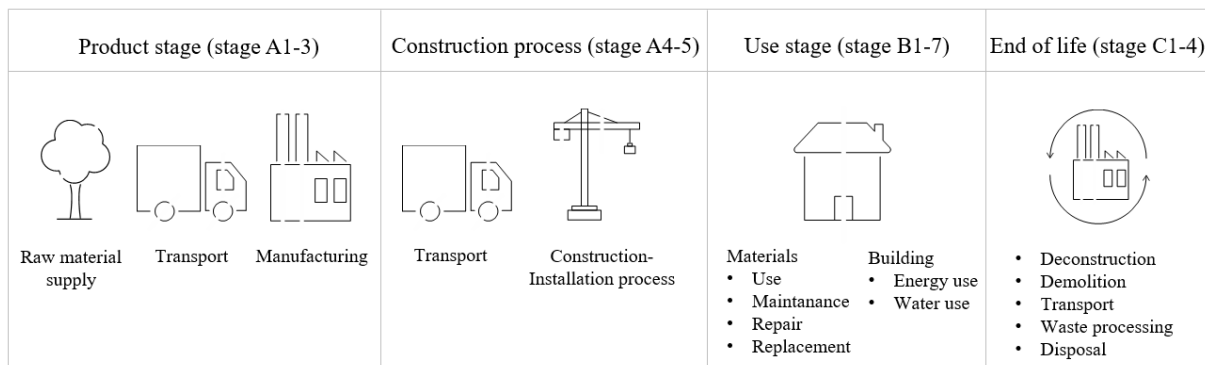 Product stage (stage A1-3)
Construction process (stage A4-5)
Use stage (stage B1-7)
End of life (stage C1-4)
Raw material
supply
Transport
Manufacturing
Transport
Construction-
Installation process
Materials
• Use
• Maintanance
• Repair
• Replacement
Building
• Energy use
• Water use
• Deconstruction
• Demolition
• Transport
• Waste processing
• Disposal